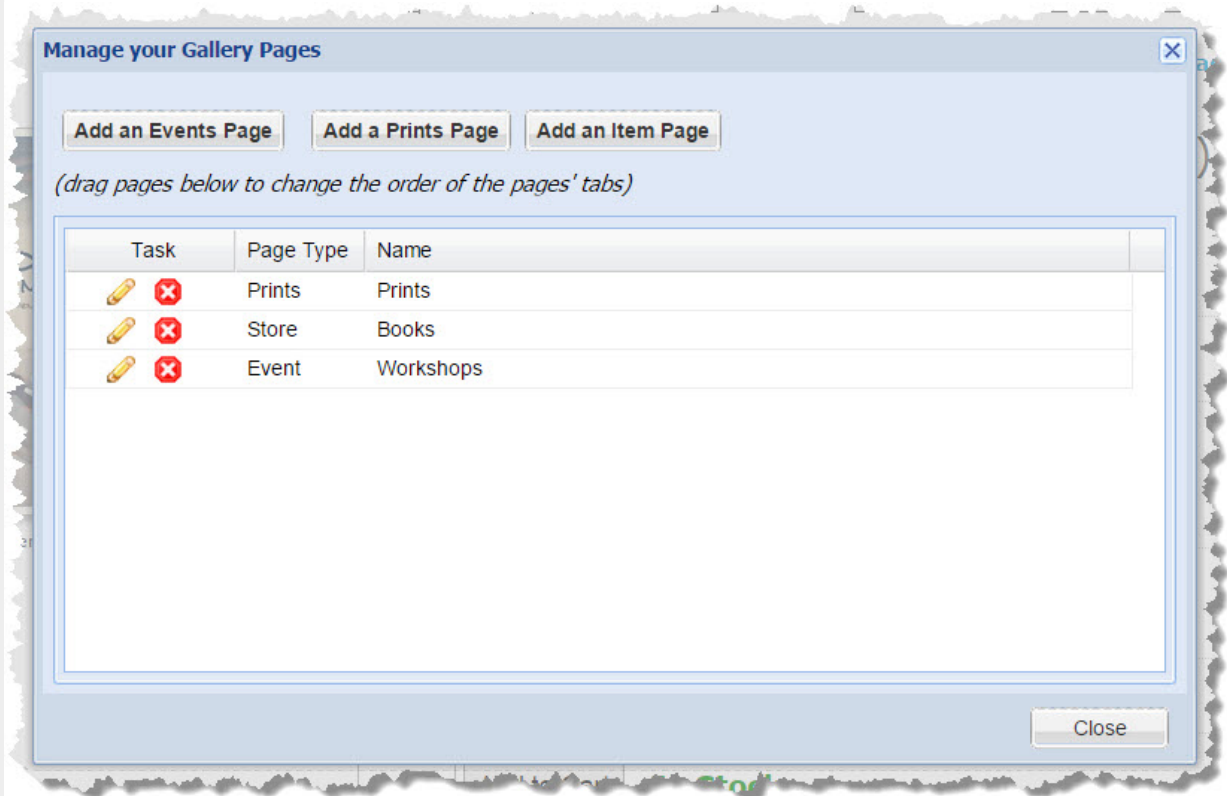 Manage your Gallery Pages
Add an Events Page Add a Prints Page Add an Item Page
(drag pages below to change the order of the pages' tabs)
Task Page Type Name
Prints Prints
Store Books
Event Workshops
Close